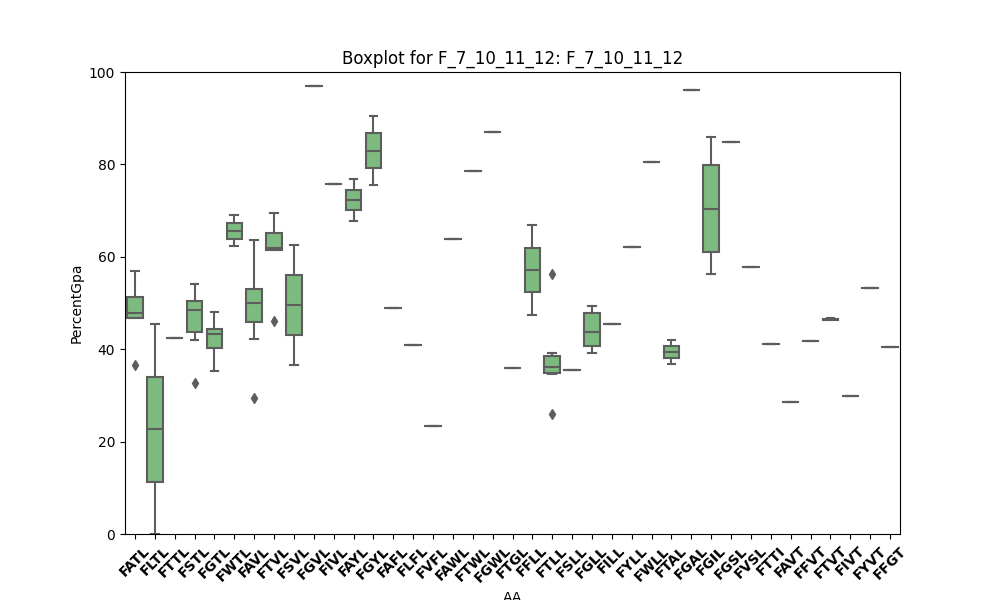 Boxplot for F_7_10_11_12: F_7_10_11_12
PercentGpa
100
80
60
40
20
0
FATL
FLTL
FTTL
FSTL
FGTL
FWTL
FAVL
FTVL
FSVL
FGVL
FIVL
FAYL
FGYL
FAFL
FLFL
FVFL
FAWL
FTWL
FGWL
FTGL
FFLL
FTLL
FSLL
FGLL
FILL
FYLL
FWLL
FTAL
FGAL
FGIL
FGSL
FVSL
FTTI
FAVT
FFVT
FTVT
FIVT
FYVT
FFGT
AA